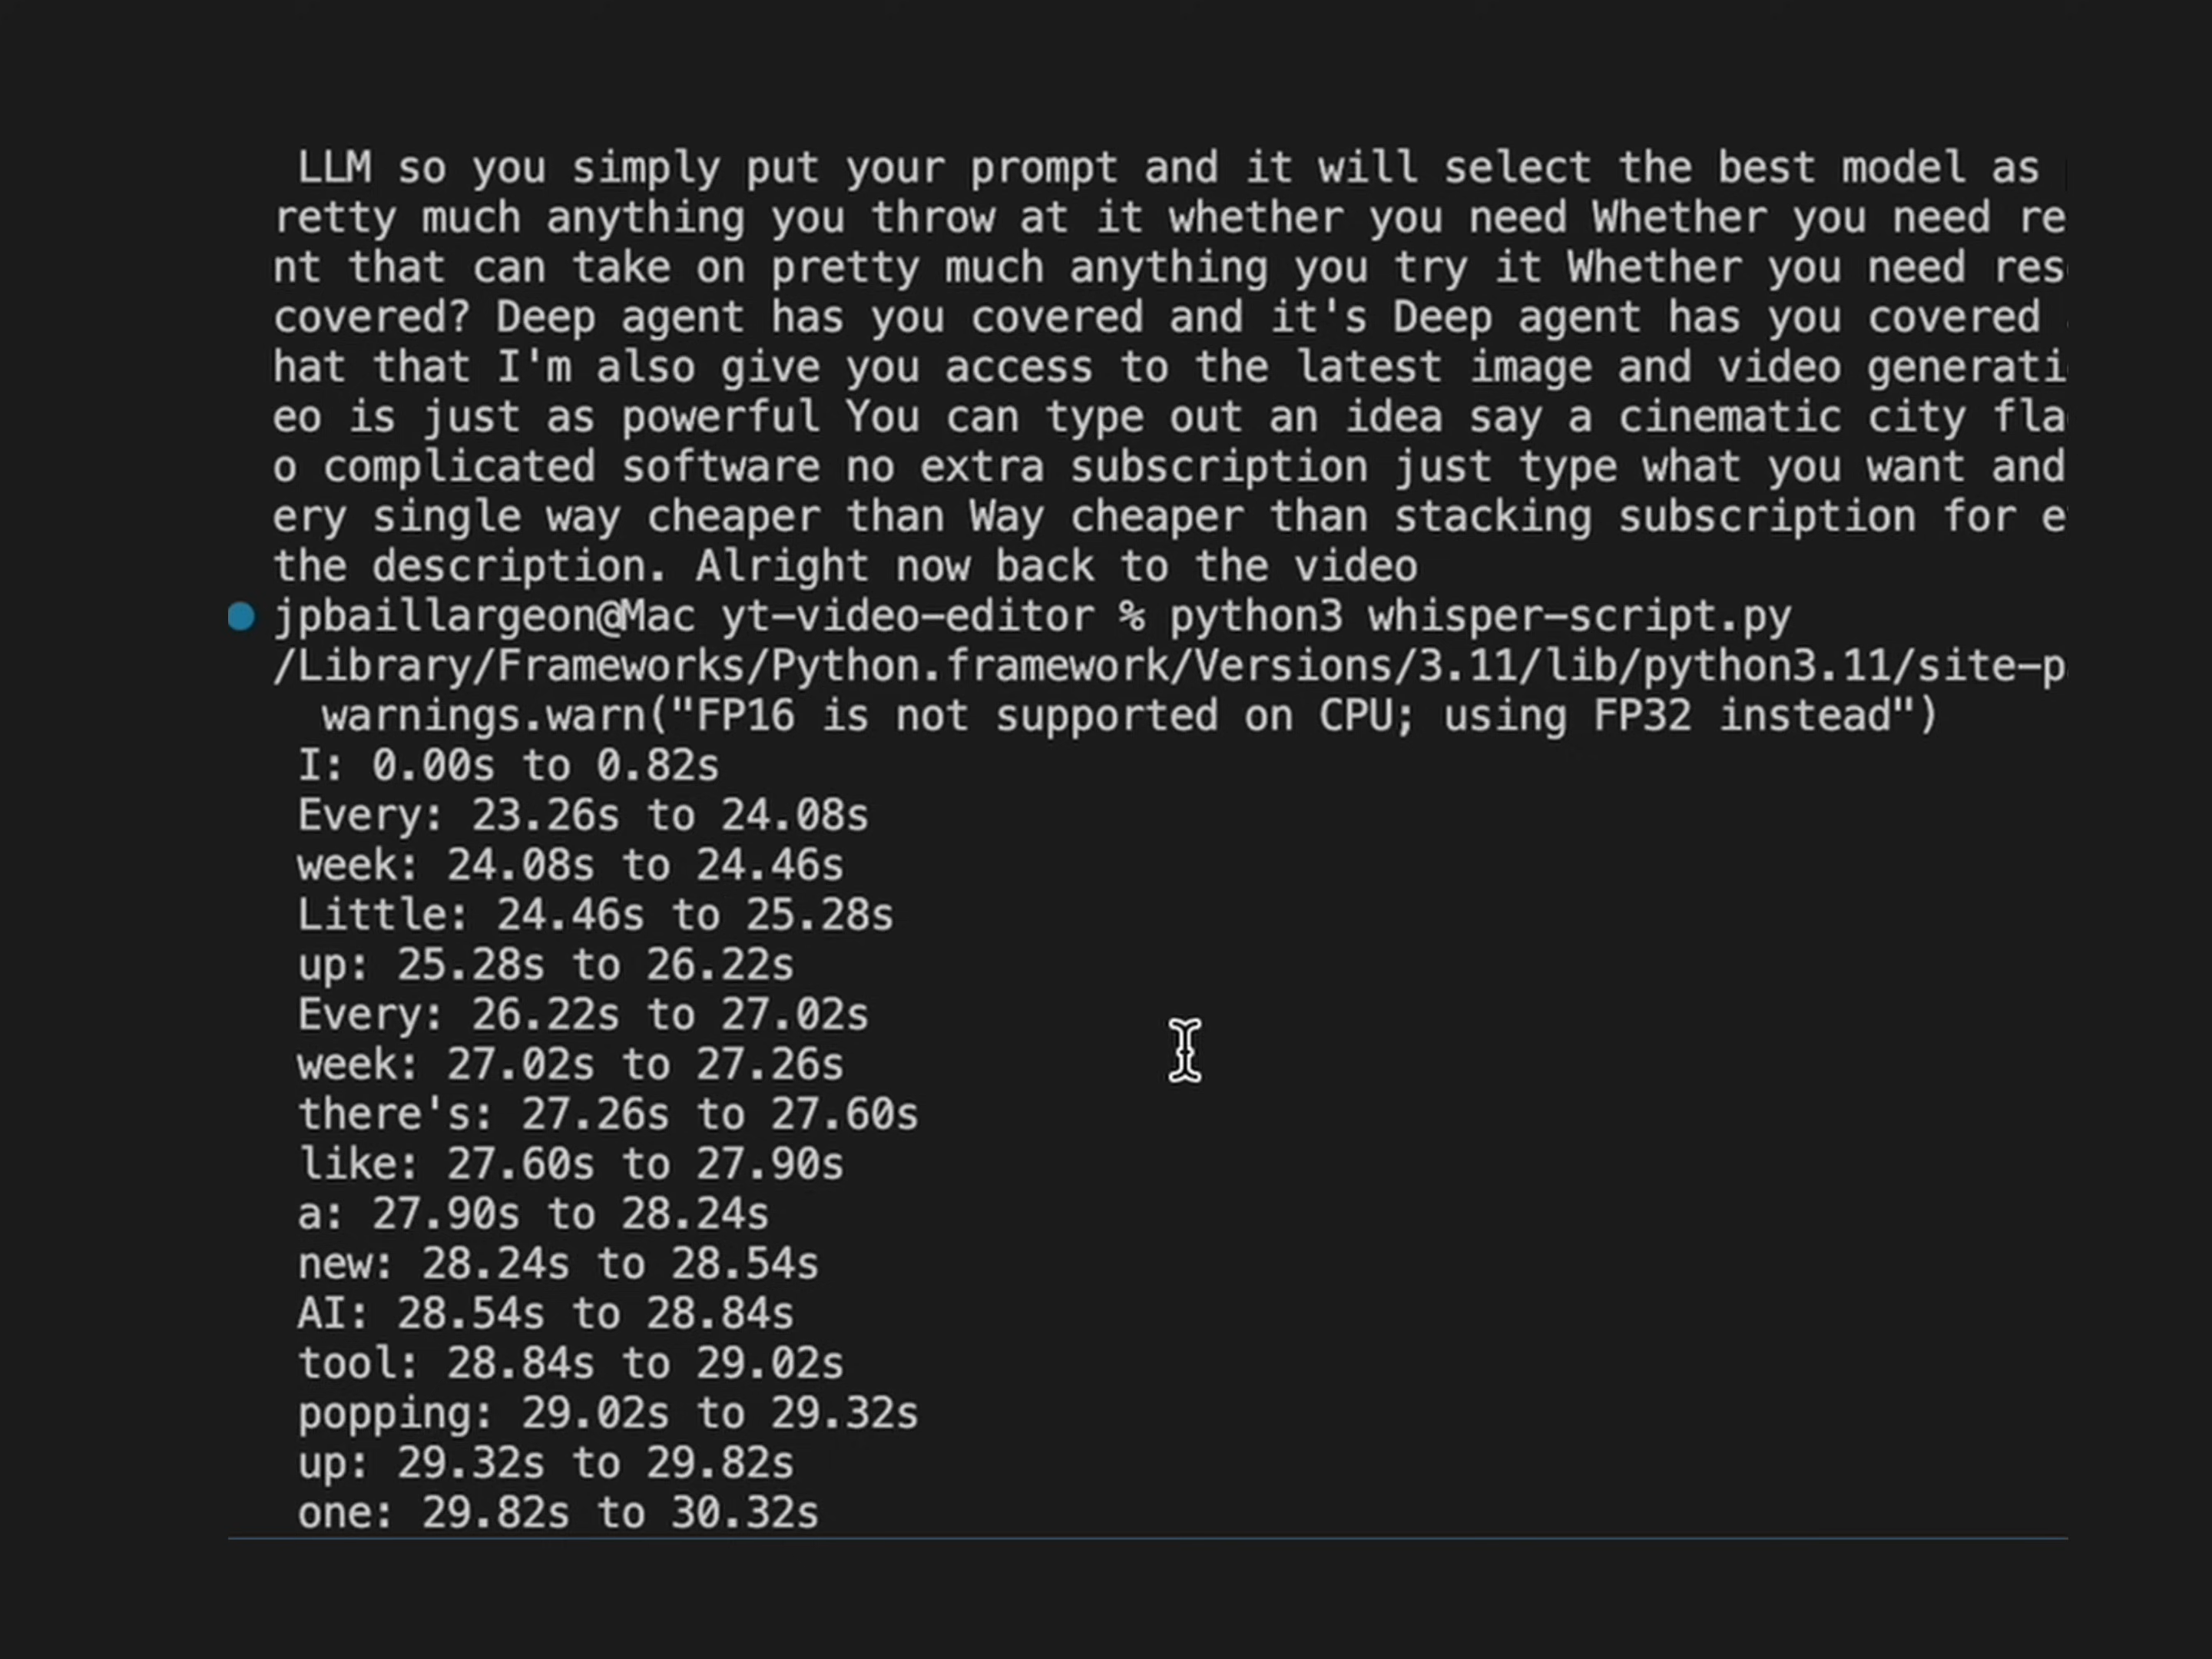 LLM so you simply put your prompt and it will select the best model as
retty much anything you throw at it whether you need Whether you need re
nt that can take on pretty much anything you try it Whether you need res
covered? Deep agent has you covered and it's Deep agent has you covered
hat that I'm also give you access to the latest image and video generati
eo is just as powerful You can type out an idea say a cinematic city fla
o complicated software no extra subscription just type what you want and
ery single way cheaper than Way cheaper than stacking subscription for e
the description. Alright now back to the video
jpbaillargeon@Mac yt-video-editor % python3 whisper-script.py
/Library/Frameworks/Python.framework/Versions/3.11/lib/python3.11/site-p
warnings.warn("FP16 is not supported on CPU; using FP32 instead")
I: 0.00s to 0.82s
Every: 23.26s to 24.08s
week: 24.08s to 24.46s
Little: 24.46s to 25.28s
up: 25.28s to 26.22s
Every: 26.22s to 27.02s
week: 27.02s to 27.26s
there's: 27.26s to 27.60s
like: 27.60s to 27.90s
a: 27.90s to 28.24s
new: 28.24s to 28.54s
AI: 28.54s to 28.84s
tool: 28.84s to 29.02s
popping: 29.02s to 29.32s
up: 29.32s to 29.82s
one: 29.82s to 30.32s